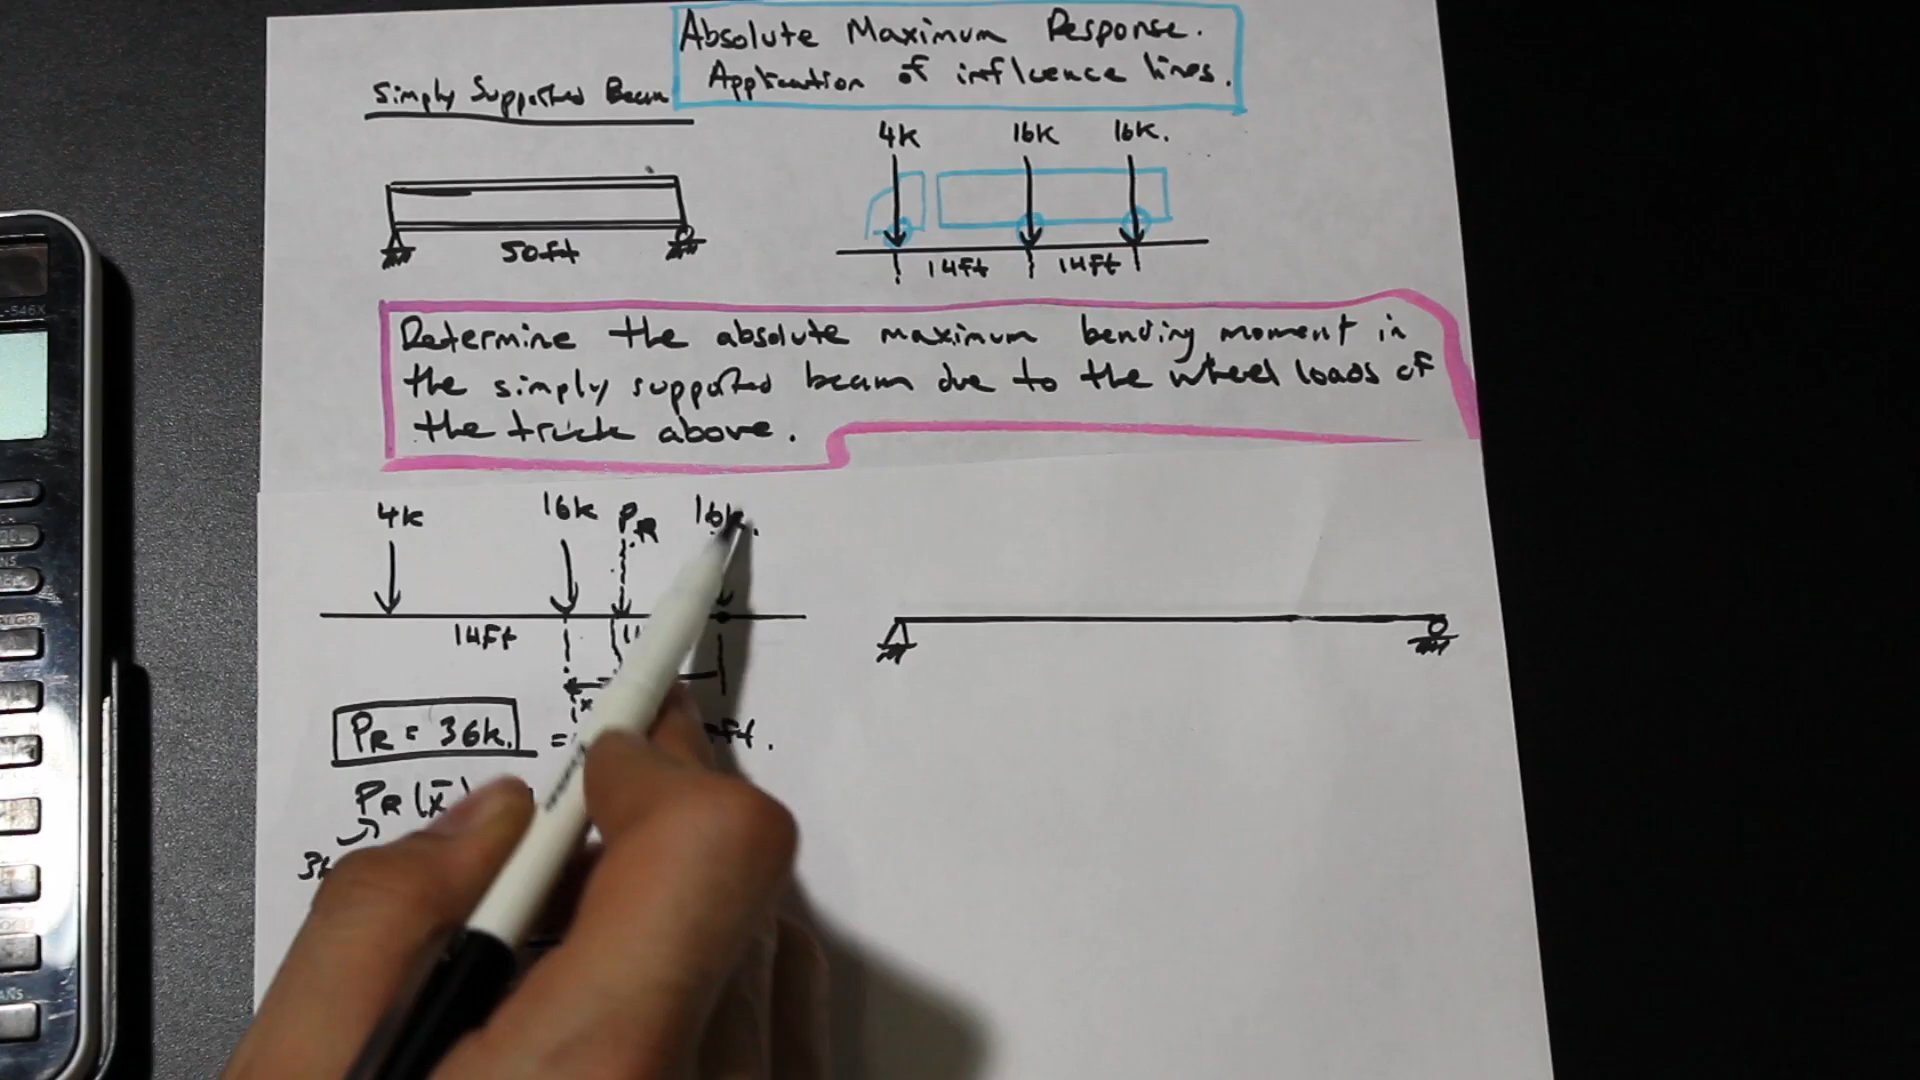 Absolute Maximum Response.
Application of influence lines.
Simply Supported Beam
4k 16k 16k.
50ft
14ft 14ft
Determine the absolute maximum bending moment in
the simply supported beam due to the wheel loads of
the truck above.
4k 16k PR 16k.
14ft
PR = 36k. =
PR (x̄)